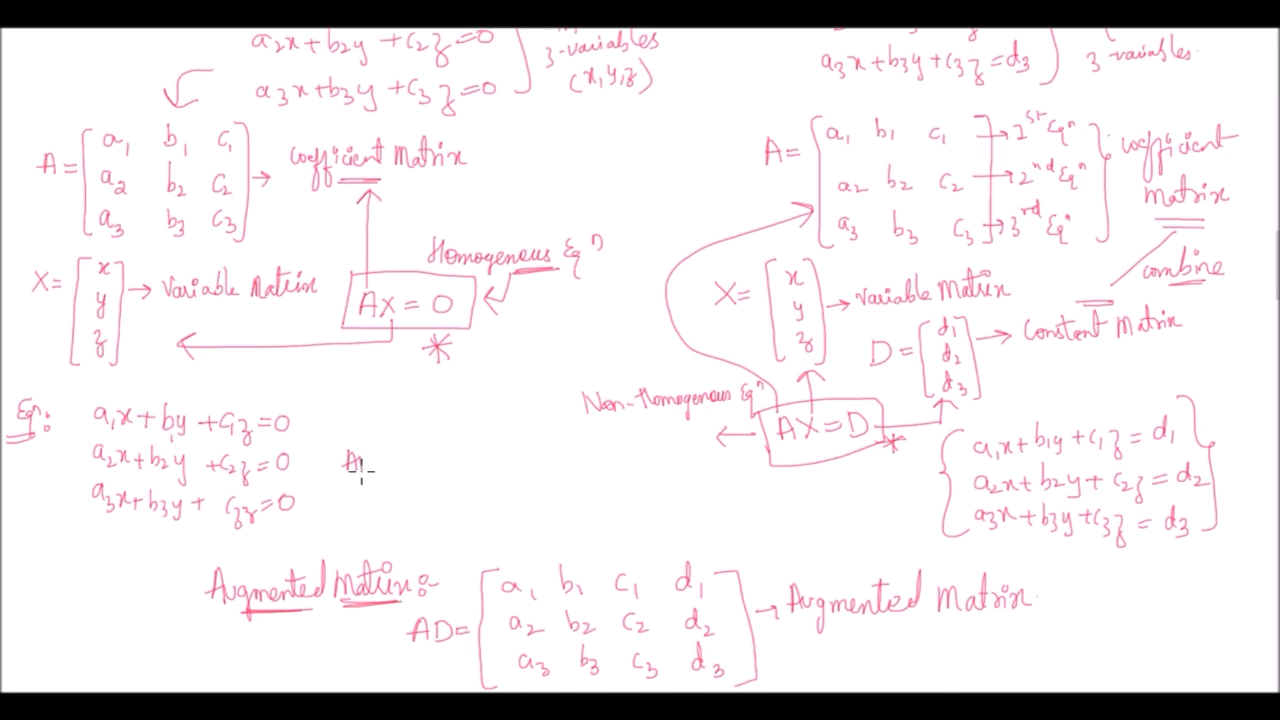 a₂x + b₂y + c₂z = 0
3-variables
a₃x + b₃y + c₃z = 0
(x, y, z)
A = [a₁ b₁ c₁
a₂ b₂ c₂
a₃ b₃ c₃] → coefficient Matrix
Homogenous Eqⁿ
X = [x
y
z] → Variable Matrix
AX = 0
*
Eqⁿ:
a₁x + b₁y + c₁z = 0
a₂x + b₂y + c₂z = 0
a₃x + b₃y + c₃z = 0
A
a₃x + b₃y + c₃z = d₃
3 variables.
A = [a₁ b₁ c₁ → 1ˢᵗ Eqⁿ
a₂ b₂ c₂ → 2ⁿᵈ Eqⁿ
a₃ b₃ c₃ → 3ʳᵈ Eqⁿ]
coefficient
Matrix
combine
X = [x
y
z] → Variable Matrix
D = [d₁
d₂
d₃] → Constant Matrix
Non-Homogenous Eqⁿ
AX = D
*
a₁x + b₁y + c₁z = d₁
a₂x + b₂y + c₂z = d₂
a₃x + b₃y + c₃z = d₃
Augmented Matrix:-
AD = [a₁ b₁ c₁ d₁
a₂ b₂ c₂ d₂
a₃ b₃ c₃ d₃] → Augmented Matrix.